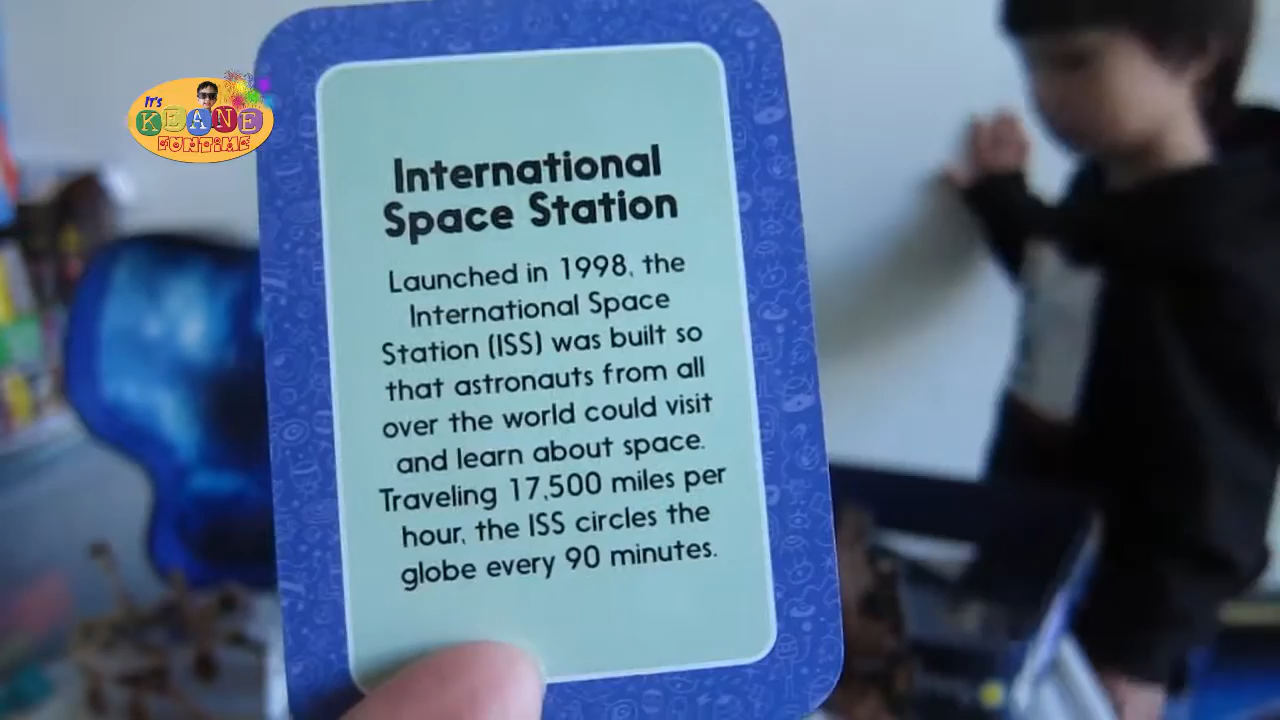 IT'S
KEANE
FUNTIME
International
Space Station
Launched in 1998, the
International Space
Station (ISS) was built so
that astronauts from all
over the world could visit
and learn about space.
Traveling 17,500 miles per
hour, the ISS circles the
globe every 90 minutes.